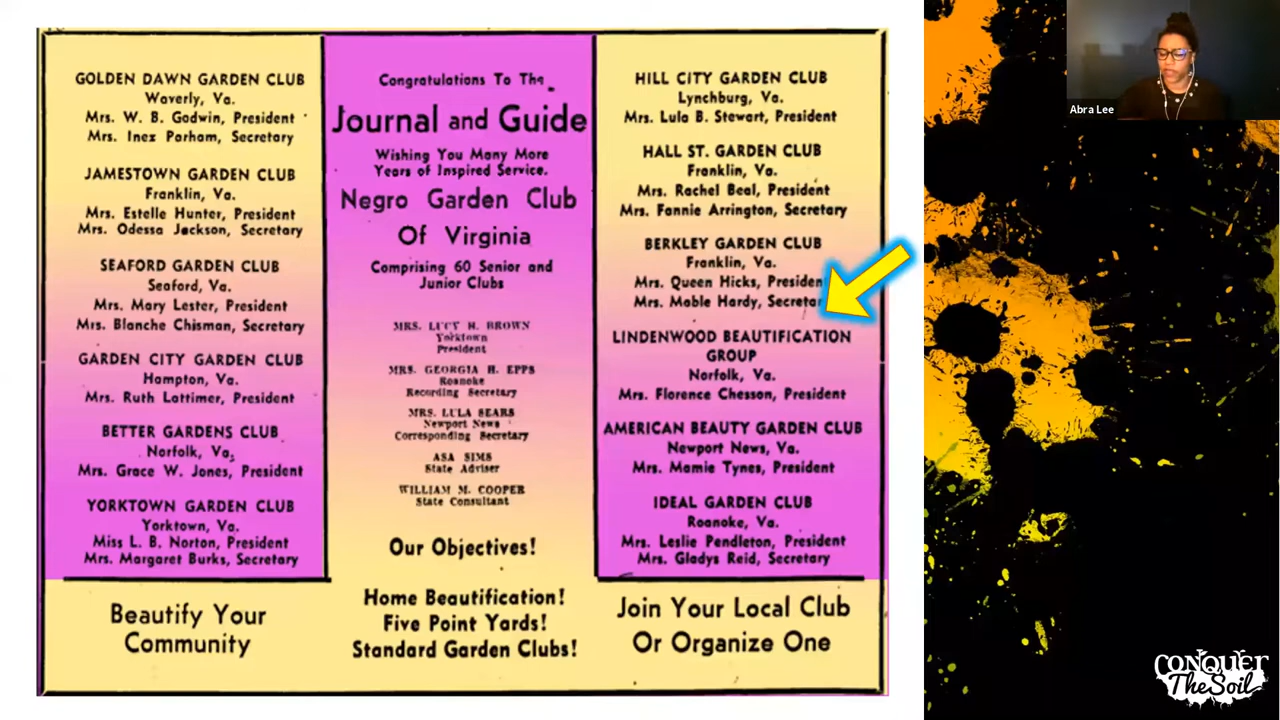 GOLDEN DAWN GARDEN CLUB
Waverly, Va.
Mrs. W. B. Godwin, President
Mrs. Inez Parham, Secretary
JAMESTOWN GARDEN CLUB
Franklin, Va.
Mrs. Estelle Hunter, President
Mrs. Odessa Jackson, Secretary
SEAFORD GARDEN CLUB
Seaford, Va.
Mrs. Mary Lester, President
Mrs. Blanche Chisman, Secretary
GARDEN CITY GARDEN CLUB
Hampton, Va.
Mrs. Ruth Lattimer, President
BETTER GARDENS CLUB
Norfolk, Va.
Mrs. Grace W. Jones, President
YORKTOWN GARDEN CLUB
Yorktown, Va.
Miss L. B. Norton, President
Mrs. Margaret Burks, Secretary
Beautify Your
Community
Congratulations To The
Journal and Guide
Wishing You Many More
Years of Inspired Service.
Negro Garden Club
Of Virginia
Comprising 60 Senior and
Junior Clubs
MRS. LUCY H. BROWN
Yorktown
President
MRS. GEORGIA H. EPPS
Roanoke
Recording Secretary
MRS. LULA SEARS
Newport News
Corresponding Secretary
ASA SIMS
State Adviser
WILLIAM M. COOPER
State Consultant
Our Objectives!
Home Beautification!
Five Point Yards!
Standard Garden Clubs!
HILL CITY GARDEN CLUB
Lynchburg, Va.
Mrs. Lula B. Stewart, President
HALL ST. GARDEN CLUB
Franklin, Va.
Mrs. Rachel Beal, President
Mrs. Fannie Arrington, Secretary
BERKLEY GARDEN CLUB
Franklin, Va.
Mrs. Queen Hicks, President
Mrs. Mable Hardy, Secretar
LINDENWOOD BEAUTIFICATION
GROUP
Norfolk, Va.
Mrs. Florence Chesson, President
AMERICAN BEAUTY GARDEN CLUB
Newport News, Va.
Mrs. Mamie Tynes, President
IDEAL GARDEN CLUB
Roanoke, Va.
Mrs. Leslie Pendleton, President
Mrs. Gladys Reid, Secretary
Join Your Local Club
Or Organize One
Abra Lee
CONQUER
The Soil